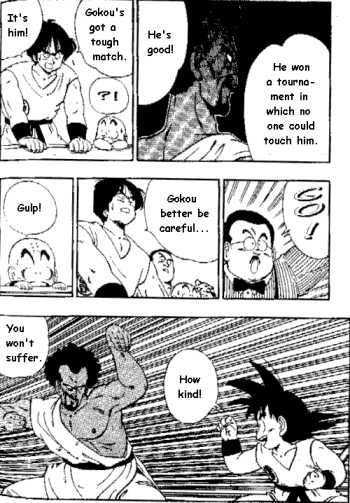 It's
him!
Gokou's
got a
tough
match.
?!
He's
good!
He won
a tourna-
ment in
which no
one could
touch him.
Gulp!
Gokou
better be
careful...
GO!
You
won't
suffer.
How
kind!